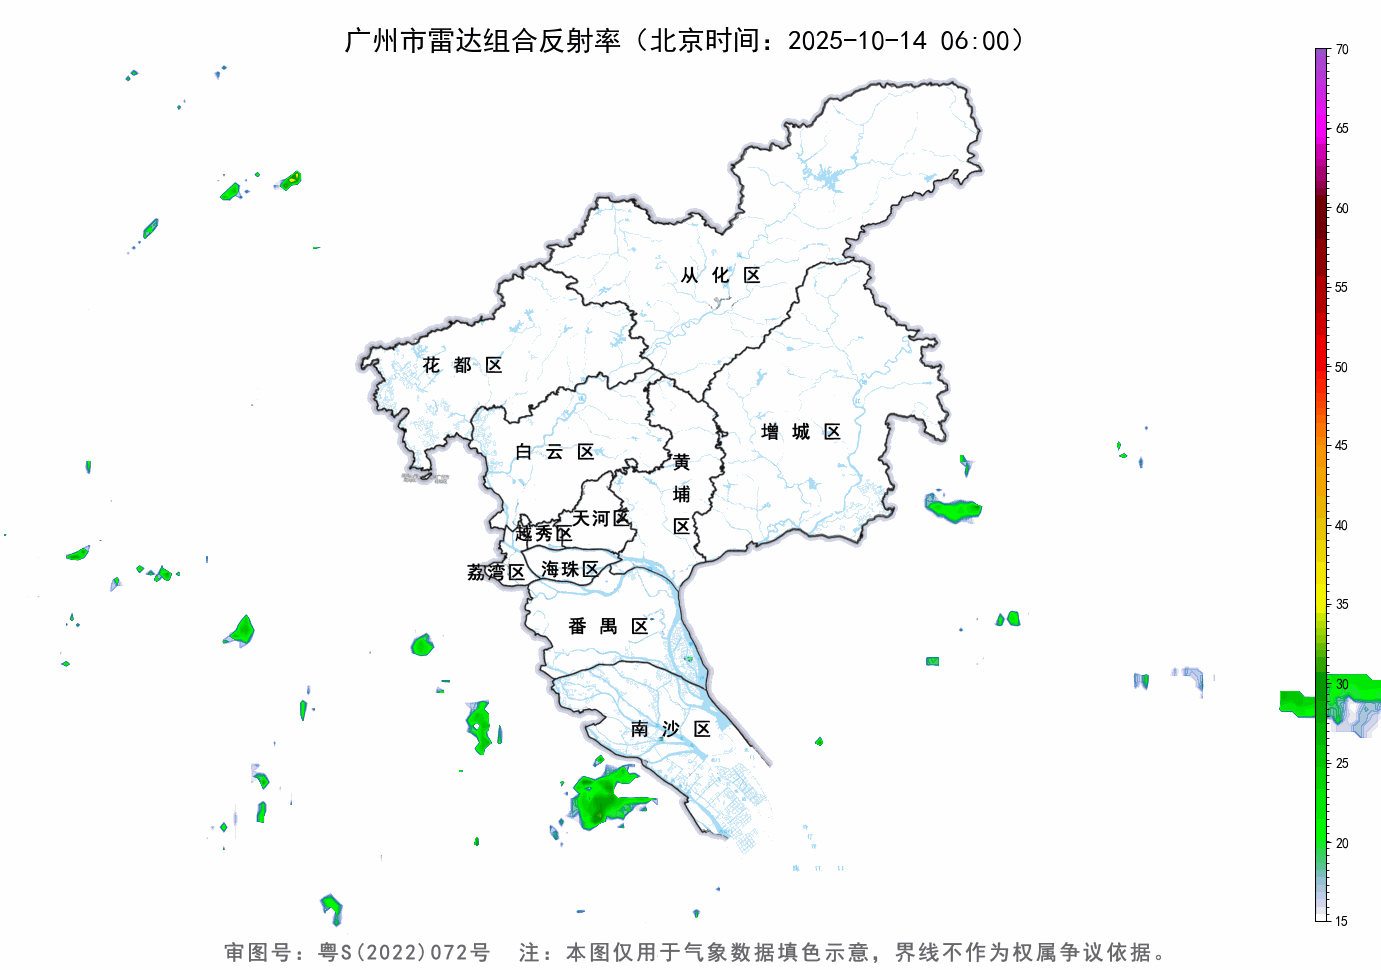 广州市雷达组合反射率（北京时间：2025-10-14 06:00）
70
65
60
55
50
45
40
35
30
25
20
15
从化区
花都区
增城区
白云区
黄埔区
天河区
越秀区
荔湾区
海珠区
番禺区
南沙区
审图号：粤S(2022)072号 注：本图仅用于气象数据填色示意，界线不作为权属争议依据。